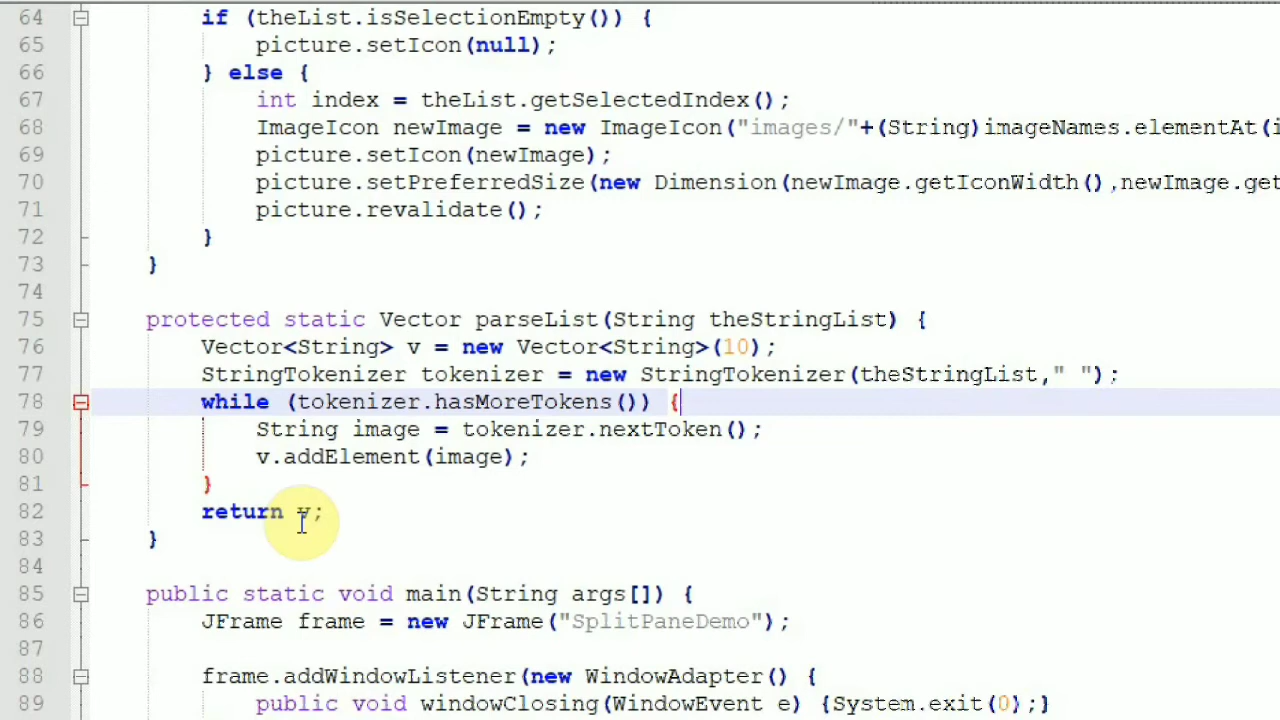 64 if (theList.isSelectionEmpty()) {
65 picture.setIcon(null);
66 } else {
67 int index = theList.getSelectedIndex();
68 ImageIcon newImage = new ImageIcon("images/"+(String)imageNames.elementAt(i
69 picture.setIcon(newImage);
70 picture.setPreferredSize(new Dimension(newImage.getIconWidth(),newImage.get
71 picture.revalidate();
72 }
73 }
74
75 protected static Vector parseList(String theStringList) {
76 Vector<String> v = new Vector<String>(10);
77 StringTokenizer tokenizer = new StringTokenizer(theStringList," ");
78 while (tokenizer.hasMoreTokens()) {
79 String image = tokenizer.nextToken();
80 v.addElement(image);
81 }
82 return v;
83 }
84
85 public static void main(String args[]) {
86 JFrame frame = new JFrame("SplitPaneDemo");
87
88 frame.addWindowListener(new WindowAdapter() {
89 public void windowClosing(WindowEvent e) {System.exit(0);}